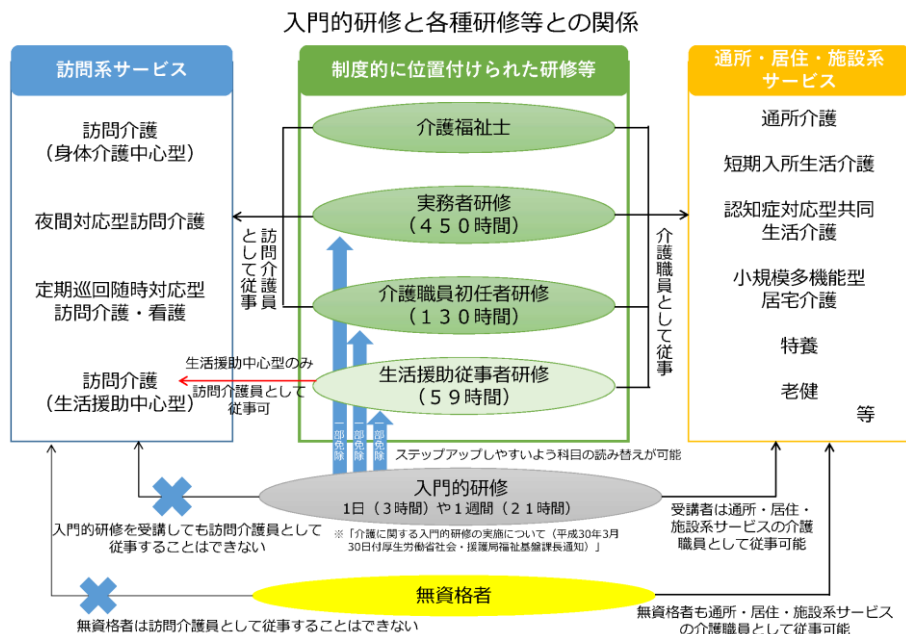 入門的研修と各種研修等との関係
訪問系サービス
訪問介護
（身体介護中心型）
夜間対応型訪問介護
定期巡回随時対応型
訪問介護・看護
訪問介護
（生活援助中心型）
制度的に位置付けられた研修等
介護福祉士
実務者研修
（４５０時間）
介護職員初任者研修
（１３０時間）
生活援助従事者研修
（５９時間）
訪問介護員
として従事
介護職員として従事
生活援助中心型のみ
訪問介護員として
従事可
一部免除
一部免除
一部免除
ステップアップしやすいよう科目の読み替えが可能
通所・居住・施設系
サービス
通所介護
短期入所生活介護
認知症対応型共同
生活介護
小規模多機能型
居宅介護
特養
老健
等
入門的研修
1日（３時間）や１週間（２１時間）
※「介護に関する入門的研修の実施について（平成30年3月
30日付厚生労働省社会・援護局福祉基盤課長通知）」
入門的研修を受講しても訪問介護員として
従事することはできない
受講者は通所・居住・
施設系サービスの介護
職員として従事可能
無資格者
無資格者は訪問介護員として従事することはできない
無資格者も通所・居住・施設系サービス
の介護職員として従事可能